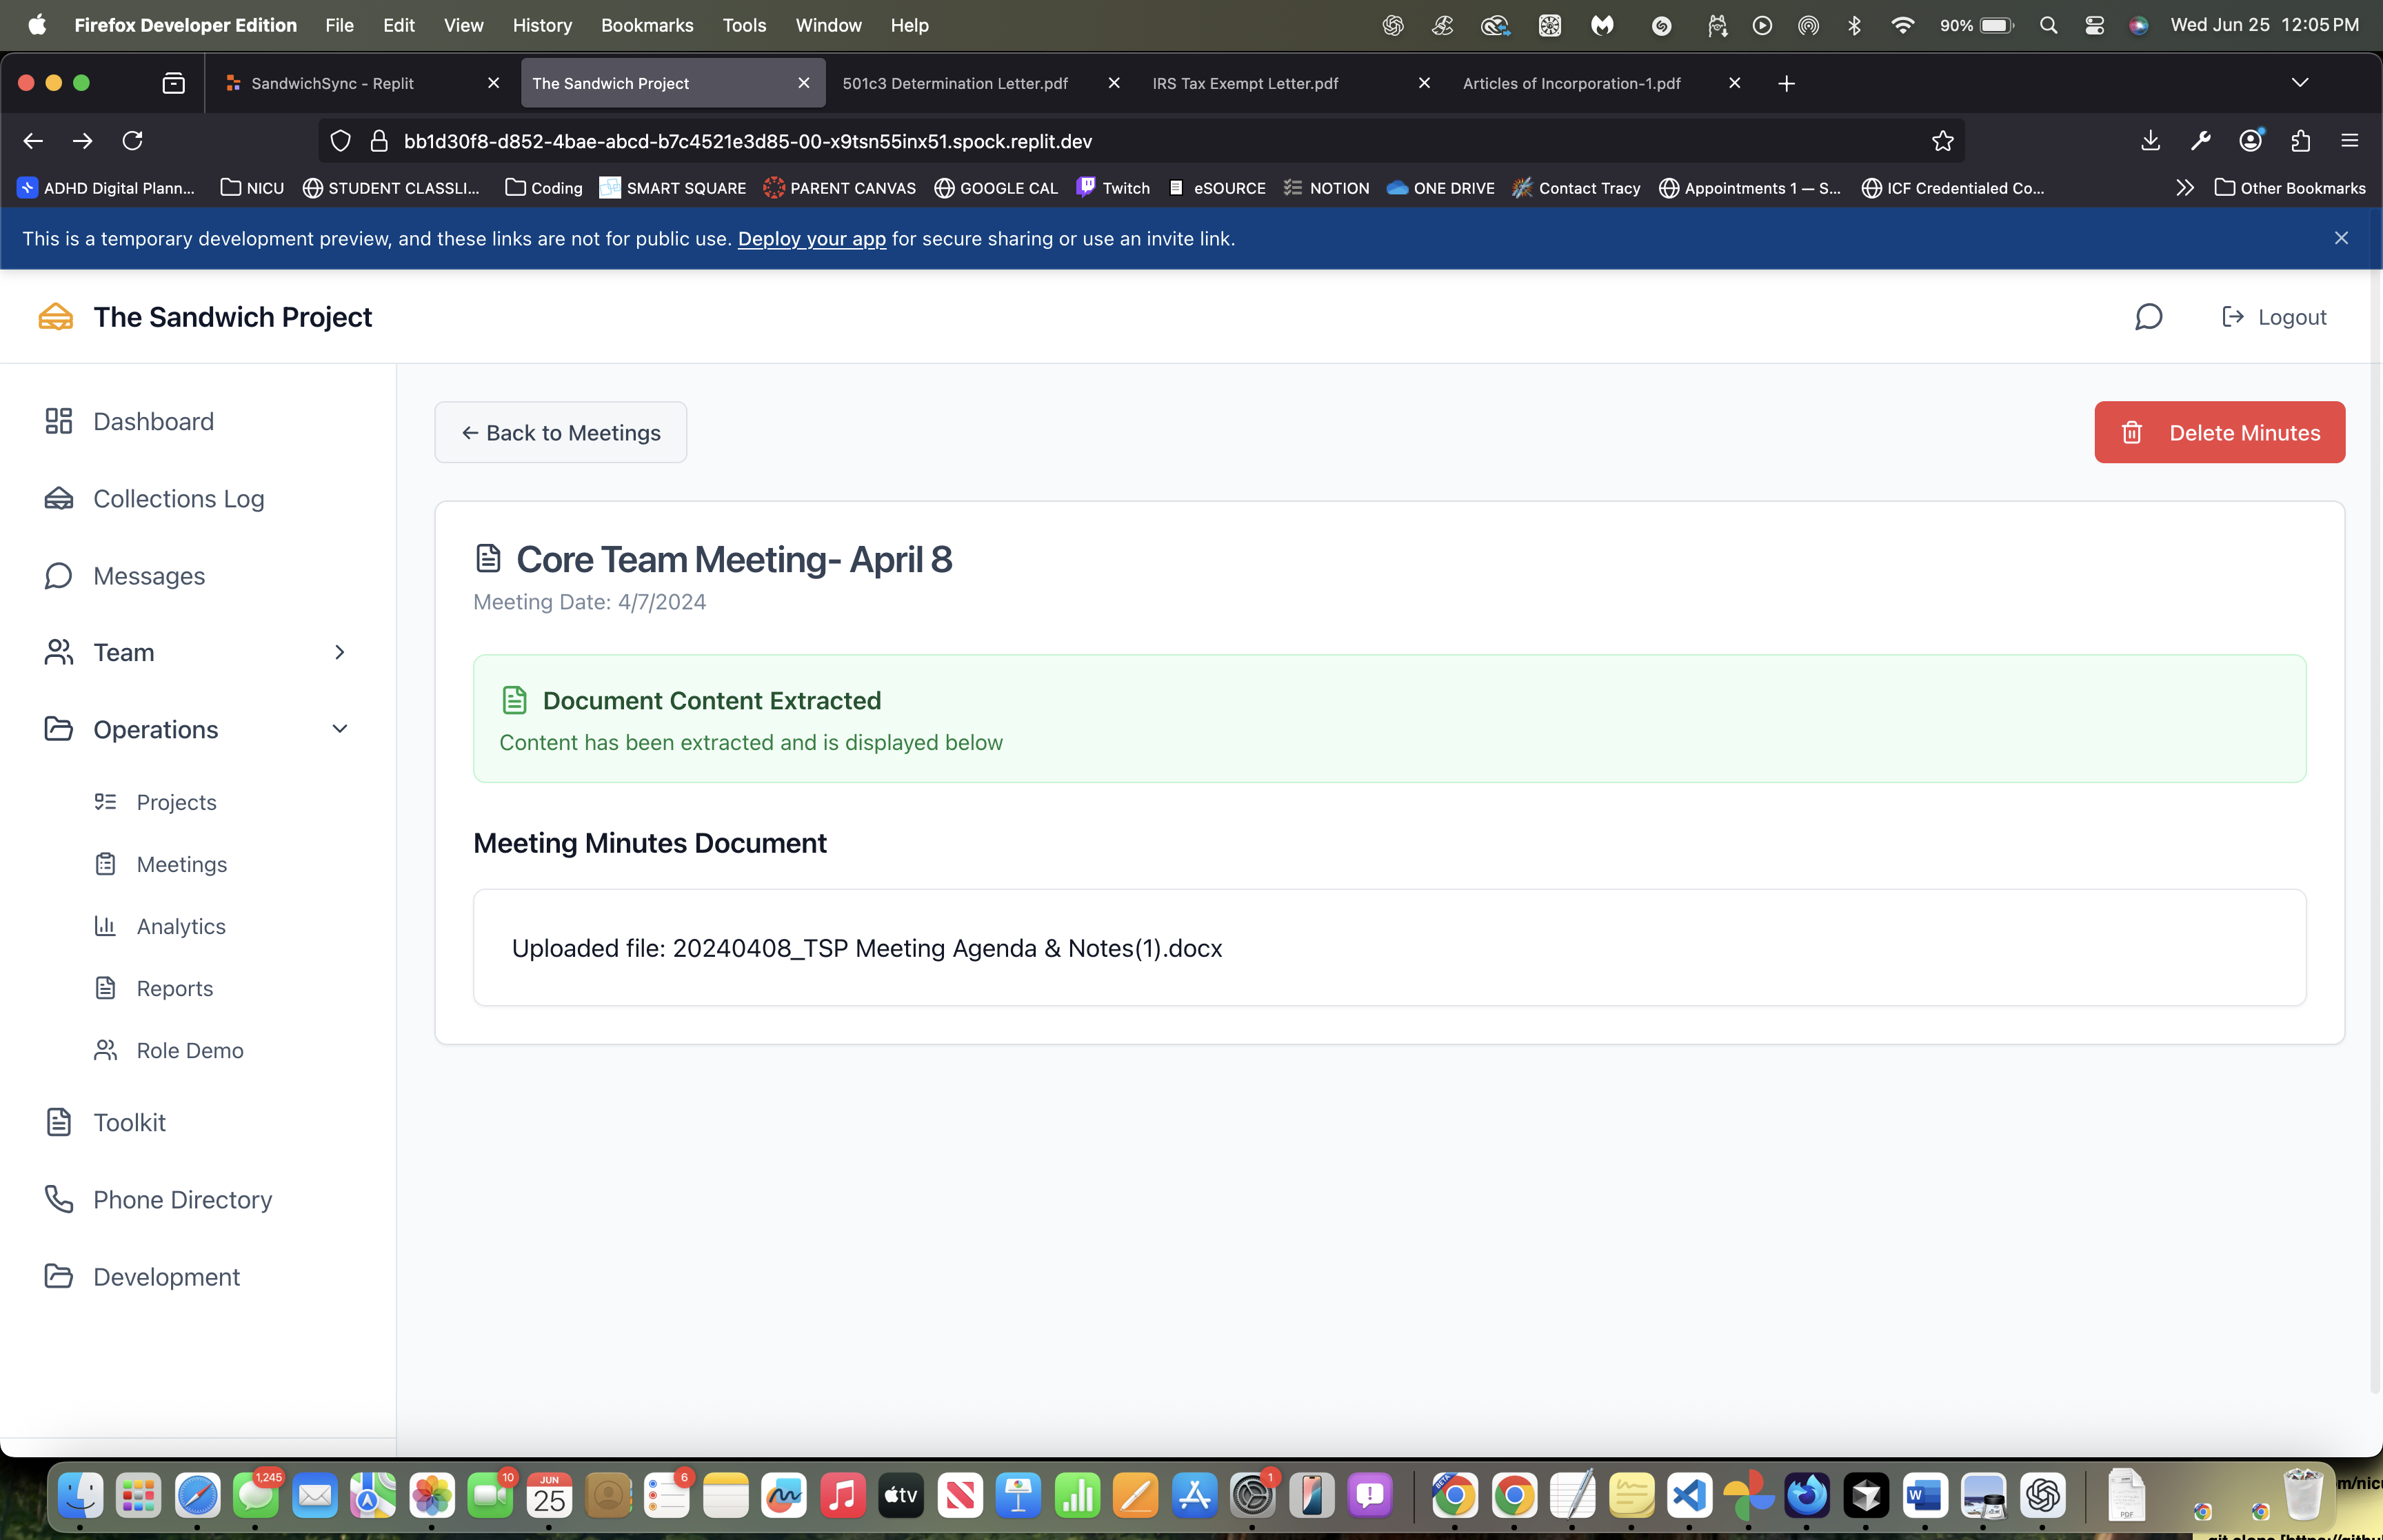 Firefox Developer Edition File Edit View History Bookmarks Tools Window Help 90% Wed Jun 25 12:05 PM
SandwichSync - Replit The Sandwich Project 501c3 Determination Letter.pdf IRS Tax Exempt Letter.pdf Articles of Incorporation-1.pdf
bb1d30f8-d852-4bae-abcd-b7c4521e3d85-00-x9tsn55inx51.spock.replit.dev
ADHD Digital Plann... NICU STUDENT CLASSLI... Coding SMART SQUARE PARENT CANVAS GOOGLE CAL Twitch eSOURCE NOTION ONE DRIVE Contact Tracy Appointments 1 — S... ICF Credentialed Co... Other Bookmarks
This is a temporary development preview, and these links are not for public use. Deploy your app for secure sharing or use an invite link.
The Sandwich Project
Logout
Dashboard
Collections Log
Messages
Team
Operations
Projects
Meetings
Analytics
Reports
Role Demo
Toolkit
Phone Directory
Development
← Back to Meetings
Delete Minutes
Core Team Meeting- April 8
Meeting Date: 4/7/2024
Document Content Extracted
Content has been extracted and is displayed below
Meeting Minutes Document
Uploaded file: 20240408_TSP Meeting Agenda & Notes(1).docx
1,245
10
JUN
25
6
tv
1
BETA
W
PDF
m/nic